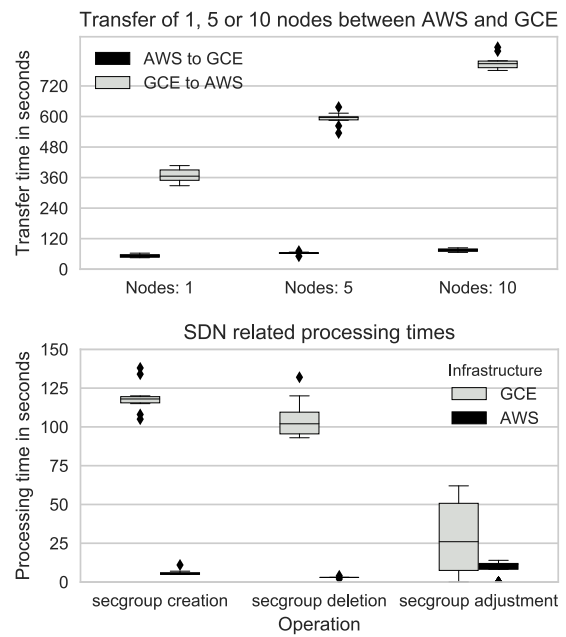 Transfer of 1, 5 or 10 nodes between AWS and GCE
Transfer time in seconds
AWS to GCE
GCE to AWS
720
600
480
360
240
120
0
Nodes: 1
Nodes: 5
Nodes: 10
SDN related processing times
Processing time in seconds
150
125
100
75
50
25
0
Infrastructure
GCE
AWS
secgroup creation
secgroup deletion
secgroup adjustment
Operation